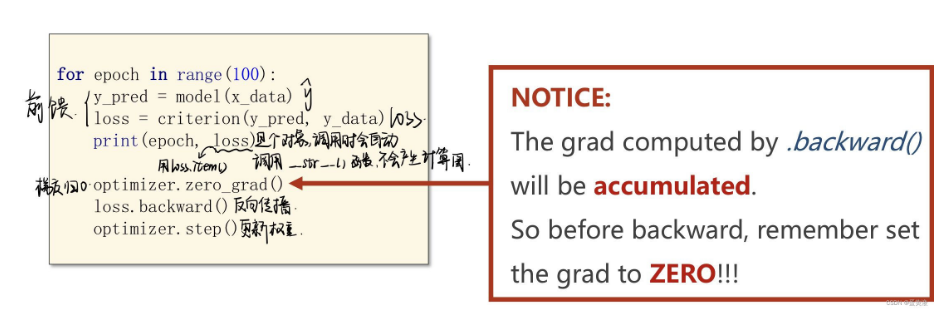 for epoch in range(100):
前馈 y_pred = model(x_data) ŷ
loss = criterion(y_pred, y_data) loss.
print(epoch, loss) 这个对象,调用时会自动
用loss.item() 调用 __str__() 函数,不会产生计算图
梯度归0 optimizer.zero_grad()
loss.backward() 反向传播.
optimizer.step() 更新权重.
NOTICE:
The grad computed by .backward()
will be accumulated.
So before backward, remember set
the grad to ZERO!!!